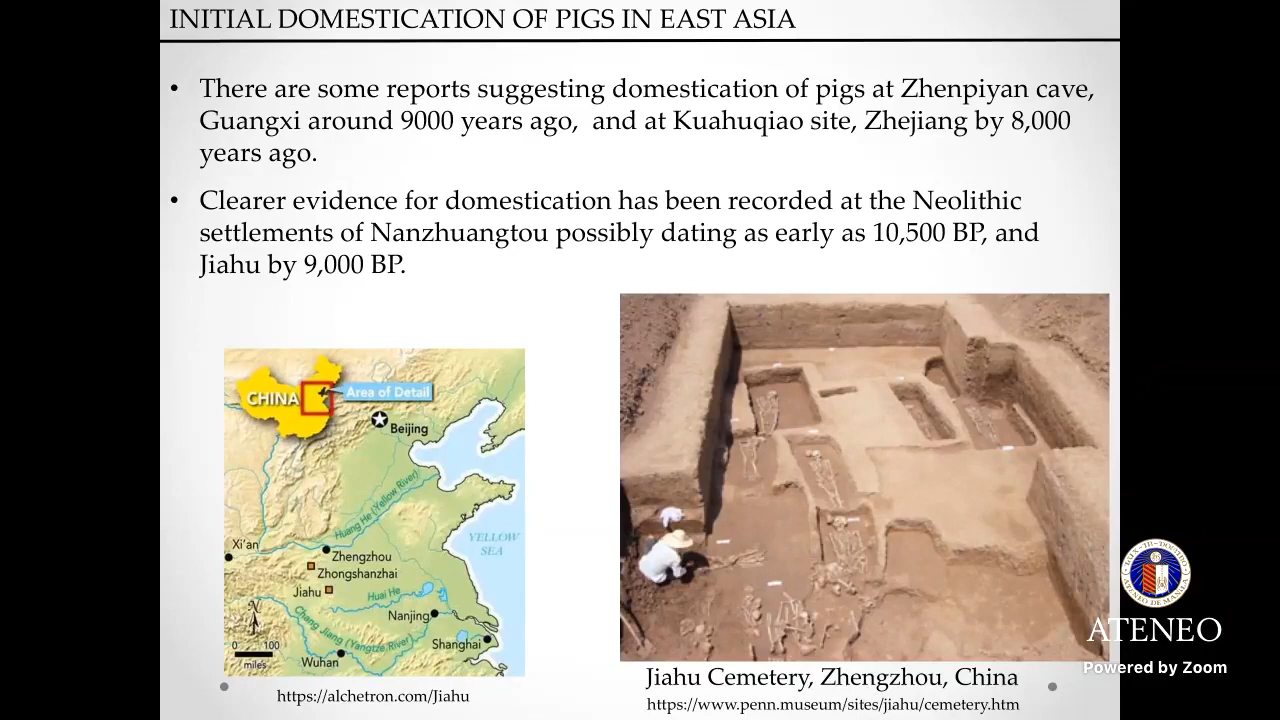 INITIAL DOMESTICATION OF PIGS IN EAST ASIA
• There are some reports suggesting domestication of pigs at Zhenpiyan cave,
Guangxi around 9000 years ago, and at Kuahuqiao site, Zhejiang by 8,000
years ago.
• Clearer evidence for domestication has been recorded at the Neolithic
settlements of Nanzhuangtou possibly dating as early as 10,500 BP, and
Jiahu by 9,000 BP.
CHINA
Area of Detail
Beijing
Huang He (Yellow River)
YELLOW
SEA
Xi'an
Zhengzhou
Zhongshanzhai
Jiahu
Huai He
N
Nanjing
Chang Jiang (Yangtze River)
Shanghai
0 100
miles
Wuhan
https://alchetron.com/Jiahu
Jiahu Cemetery, Zhengzhou, China
https://www.penn.museum/sites/jiahu/cemetery.htm
ATENEO
Powered by Zoom